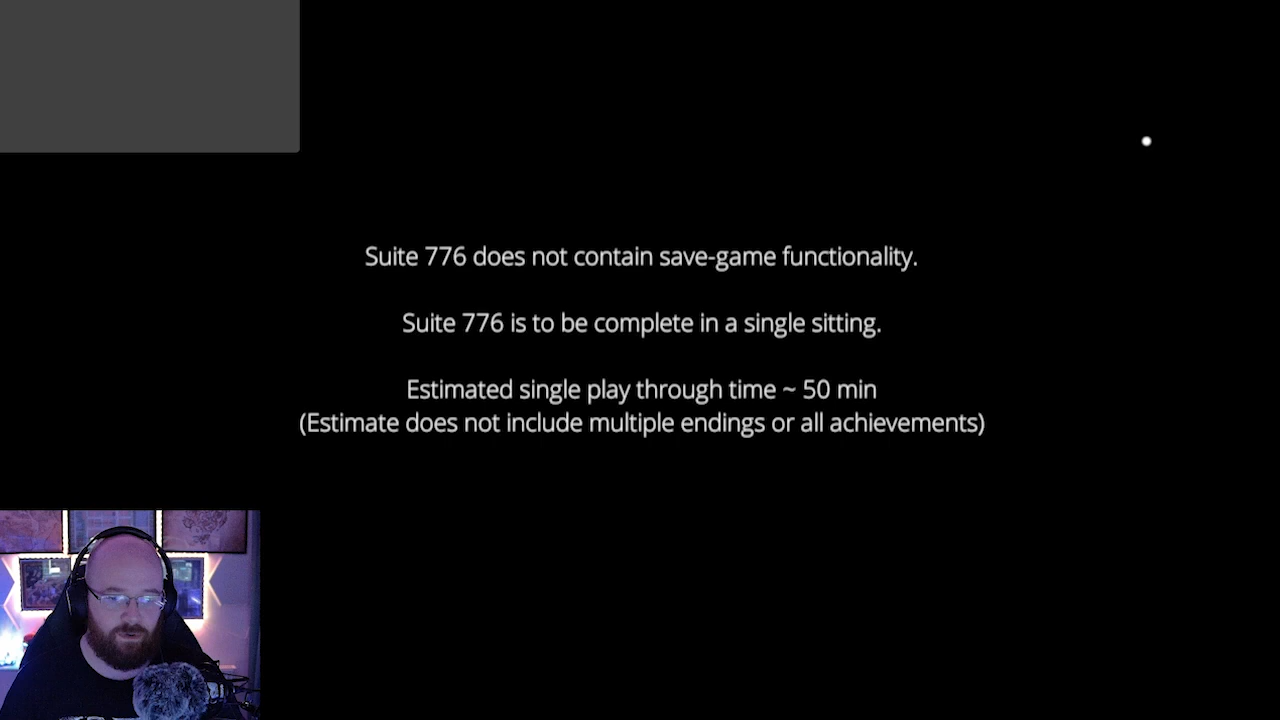 Suite 776 does not contain save-game functionality.
Suite 776 is to be complete in a single sitting.
Estimated single play through time ~ 50 min
(Estimate does not include multiple endings or all achievements)